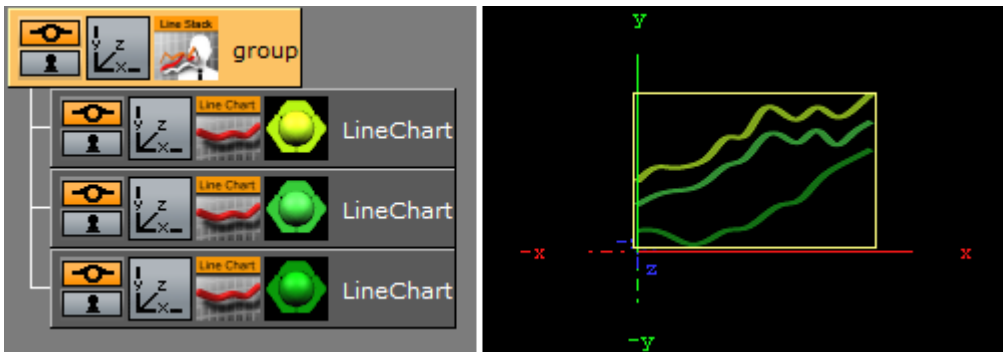 Line Stack
y z x
group
Line Chart
y z x
LineChart
Line Chart
y z x
LineChart
Line Chart
y z x
LineChart
y
-x
x
z
-y